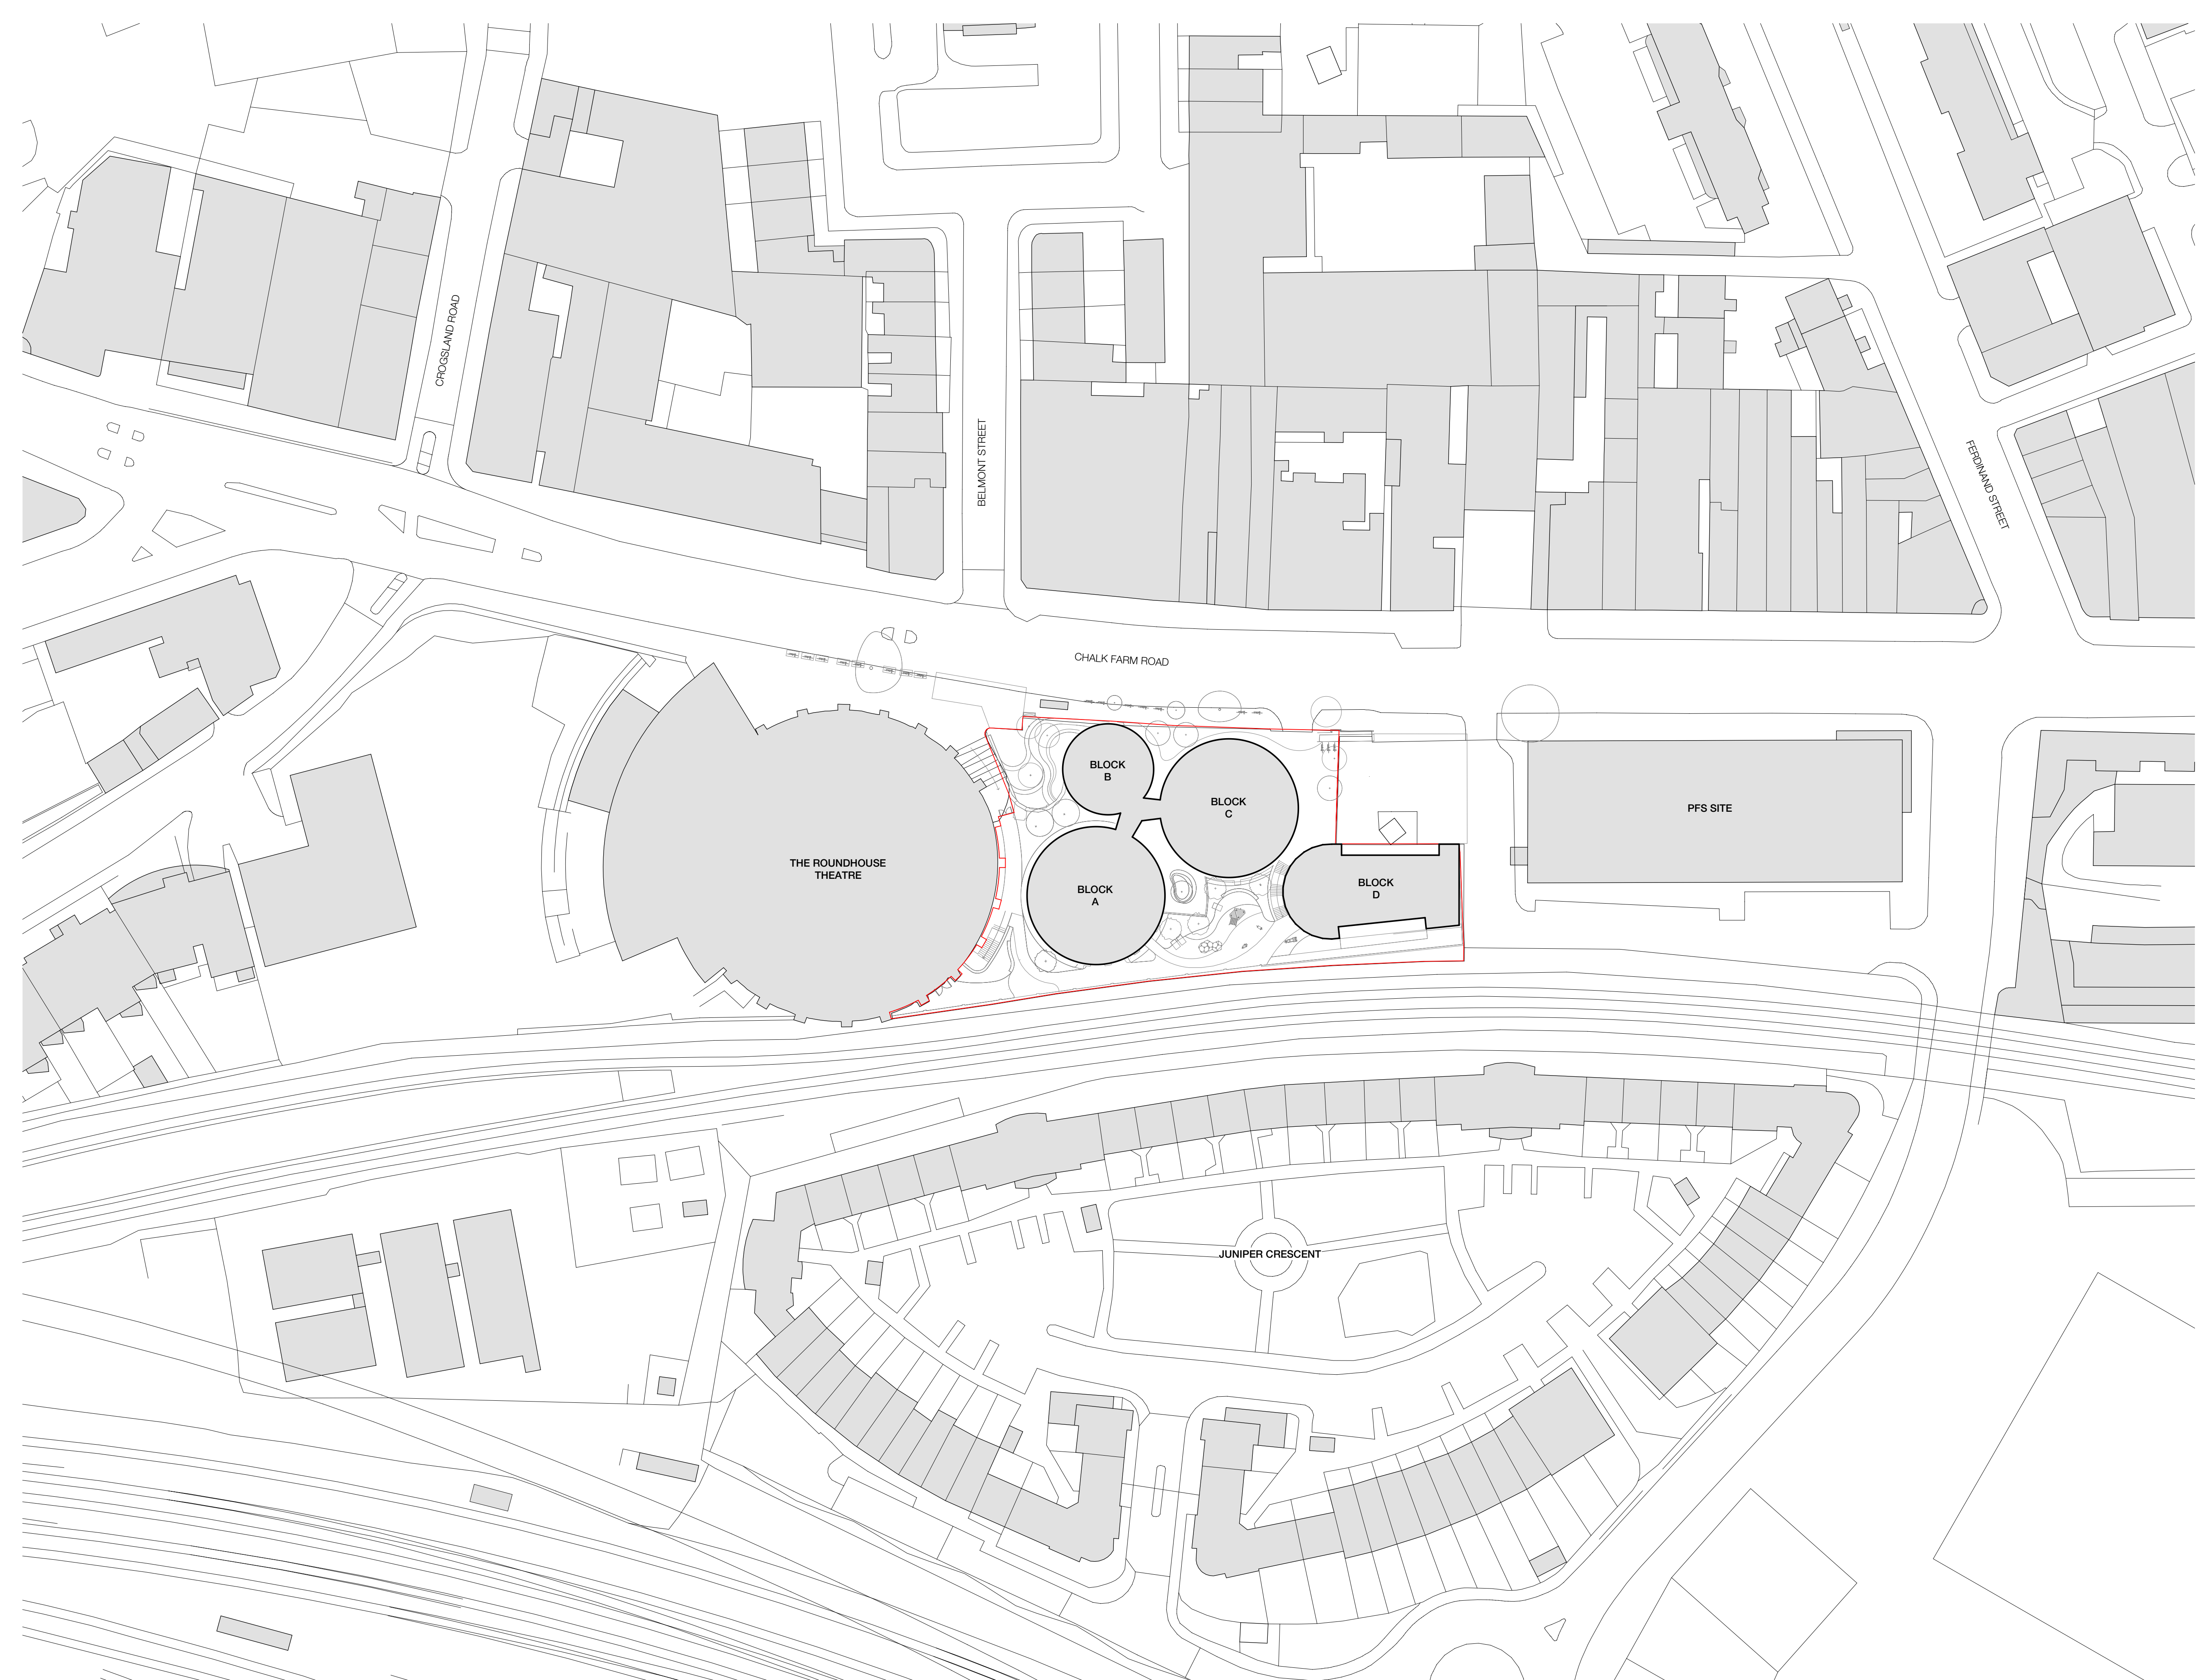 CROGSLAND ROAD
BELMONT STREET
FERDINAND STREET
CHALK FARM ROAD
BLOCK
B
BLOCK
C
PFS SITE
THE ROUNDHOUSE
THEATRE
BLOCK
A
BLOCK
D
JUNIPER CRESCENT